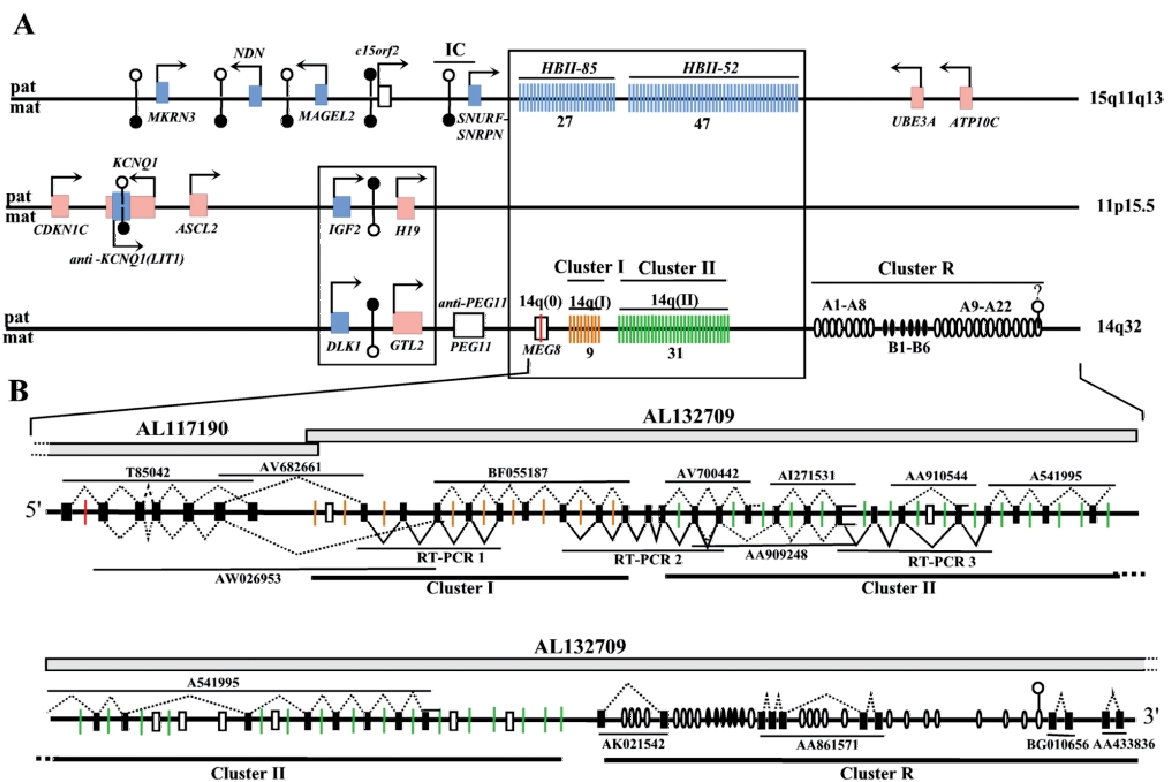 A
pat
mat
MKRN3
NDN
MAGEL2
c15orf2
IC
SNURF-
SNRPN
HBII-85
27
HBII-52
47
UBE3A
ATP10C
15q11q13
pat
mat
CDKN1C
KCNQ1
anti -KCNQ1(LIT1)
ASCL2
IGF2
H19
11p15.5
pat
mat
DLK1
GTL2
anti-PEG11
PEG11
14q(0)
MEG8
Cluster I
14q(I)
9
Cluster II
14q(II)
31
Cluster R
A1-A8
B1-B6
A9-A22
?
14q32
B
AL117190
AL132709
T85042
AV682661
BF055187
AV700442
AI271531
AA910544
A541995
5'
RT-PCR 1
RT-PCR 2
AA909248
RT-PCR 3
AW026953
Cluster I
Cluster II
AL132709
A541995
3'
AK021542
AA861571
BG010656
AA433836
Cluster II
Cluster R